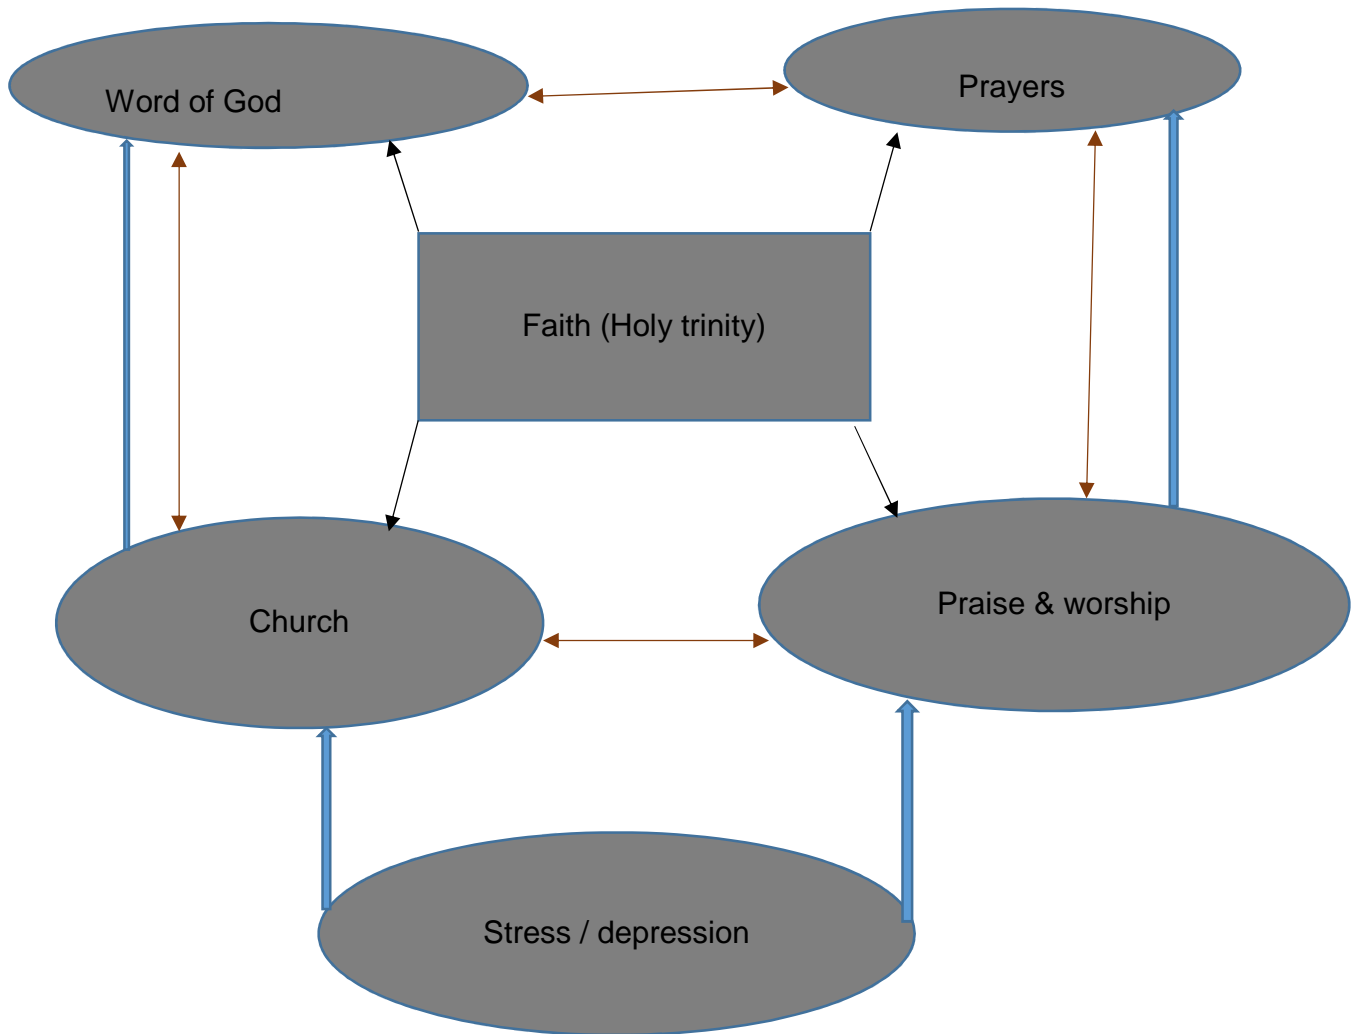 Word of God
Prayers
Faith (Holy trinity)
Church
Praise & worship
Stress / depression